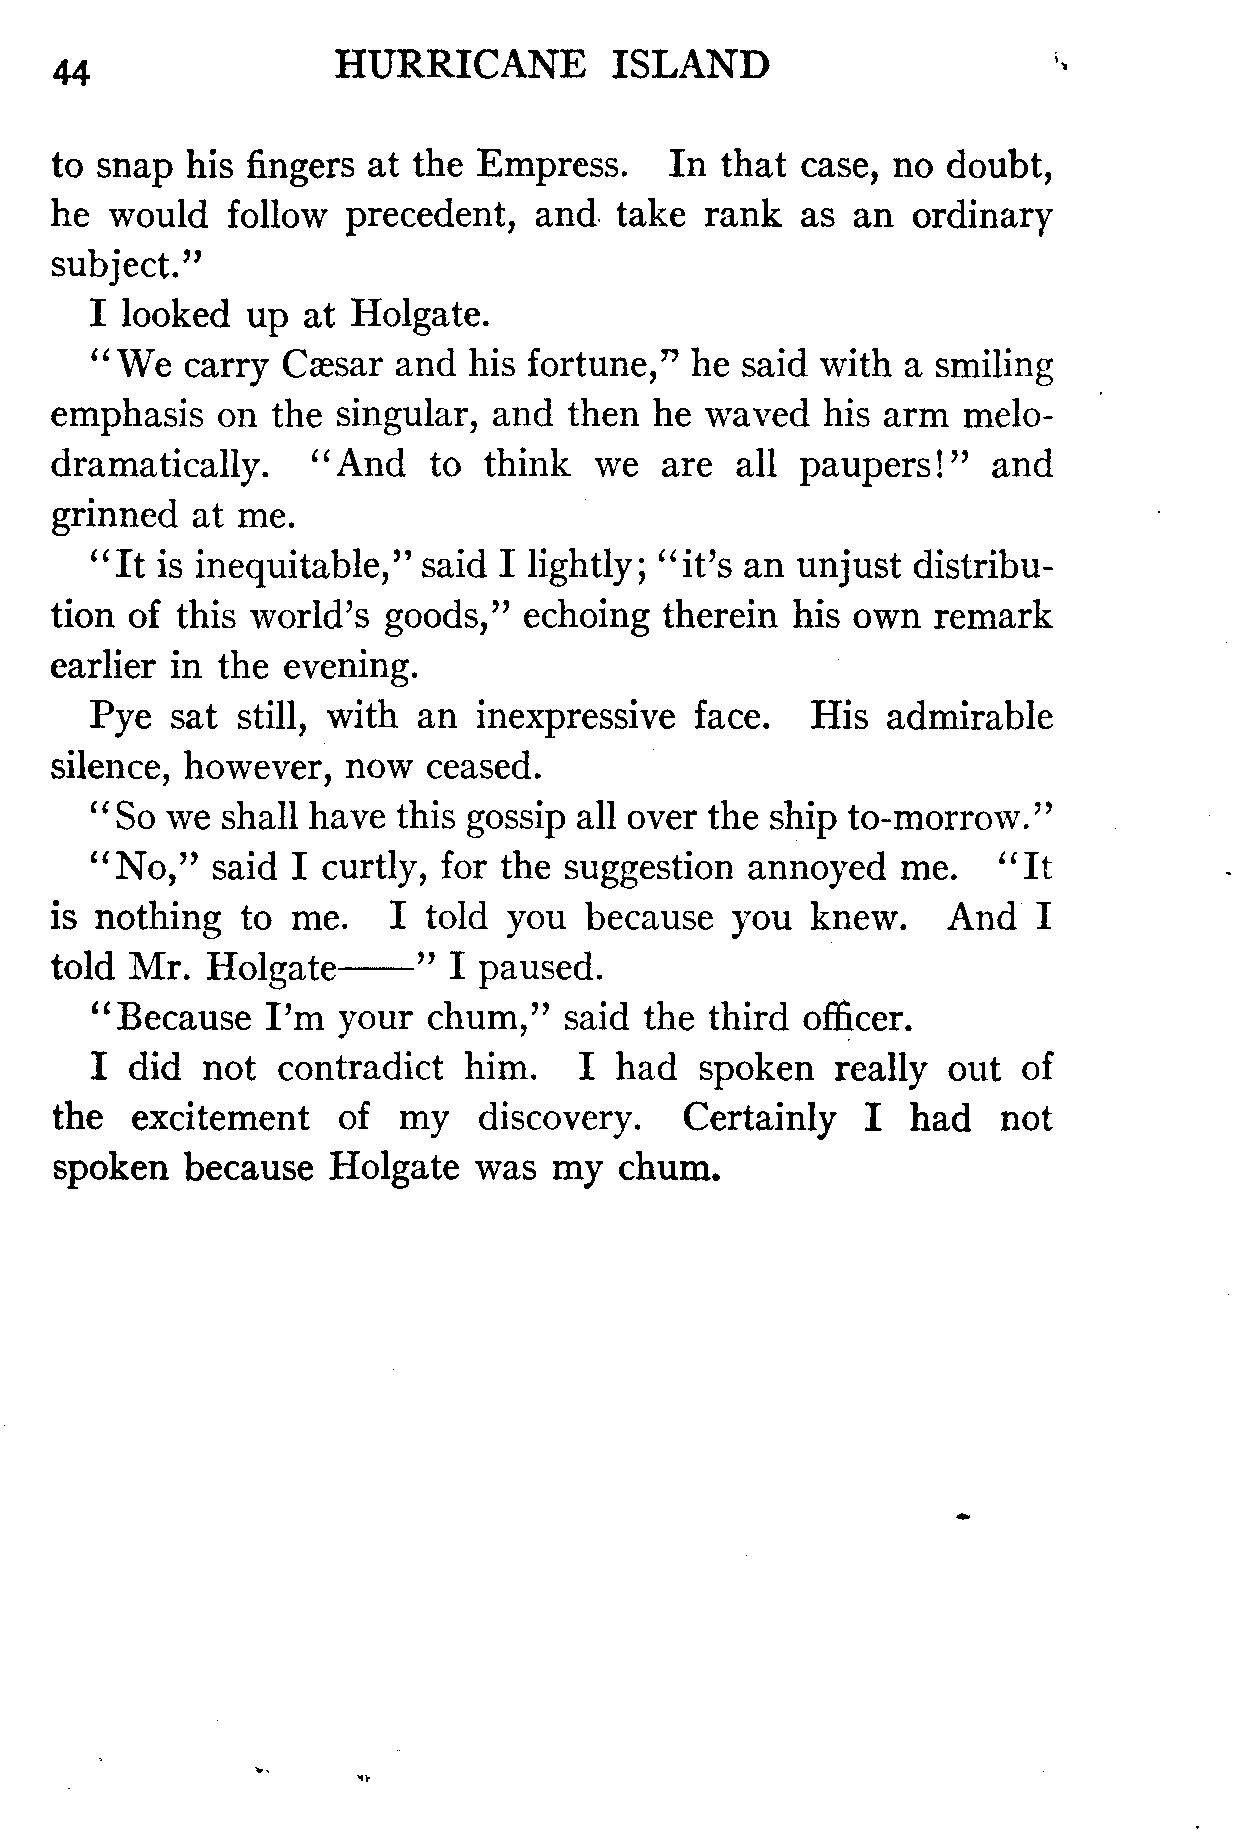 44 HURRICANE ISLAND
to snap his fingers at the Empress. In that case, no doubt,
he would follow precedent, and take rank as an ordinary
subject.”
I looked up at Holgate.
“We carry Cæsar and his fortune,” he said with a smiling
emphasis on the singular, and then he waved his arm melo-
dramatically. “And to think we are all paupers!” and
grinned at me.
“It is inequitable,” said I lightly; “it’s an unjust distribu-
tion of this world’s goods,” echoing therein his own remark
earlier in the evening.
Pye sat still, with an inexpressive face. His admirable
silence, however, now ceased.
“So we shall have this gossip all over the ship to-morrow.”
“No,” said I curtly, for the suggestion annoyed me. “It
is nothing to me. I told you because you knew. And I
told Mr. Holgate——” I paused.
“Because I’m your chum,” said the third officer.
I did not contradict him. I had spoken really out of
the excitement of my discovery. Certainly I had not
spoken because Holgate was my chum.